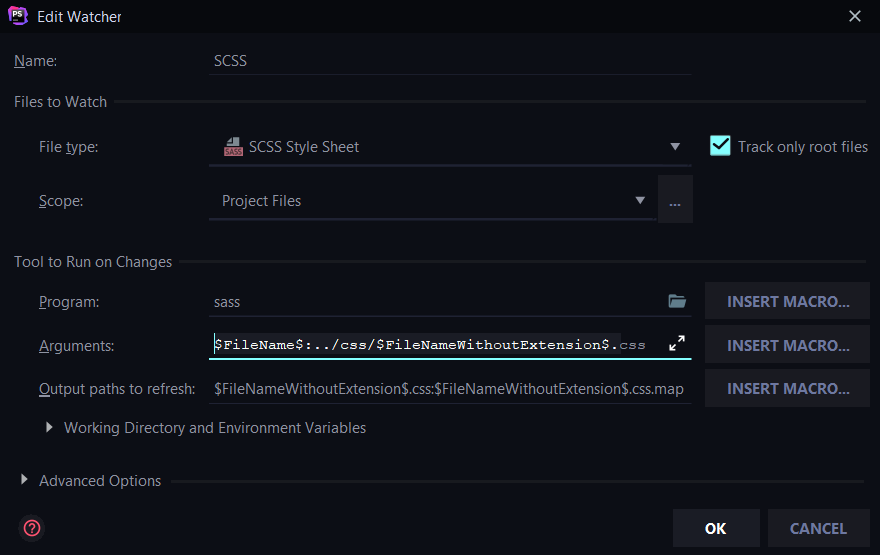 PS
Edit Watcher
Name: SCSS
Files to Watch
File type: SASS SCSS Style Sheet Track only root files
Scope: Project Files ...
Tool to Run on Changes
Program: sass INSERT MACRO...
Arguments: $FileName$:../css/$FileNameWithoutExtension$.css INSERT MACRO...
Output paths to refresh: $FileNameWithoutExtension$.css:$FileNameWithoutExtension$.css.map INSERT MACRO...
Working Directory and Environment Variables
Advanced Options
? OK CANCEL